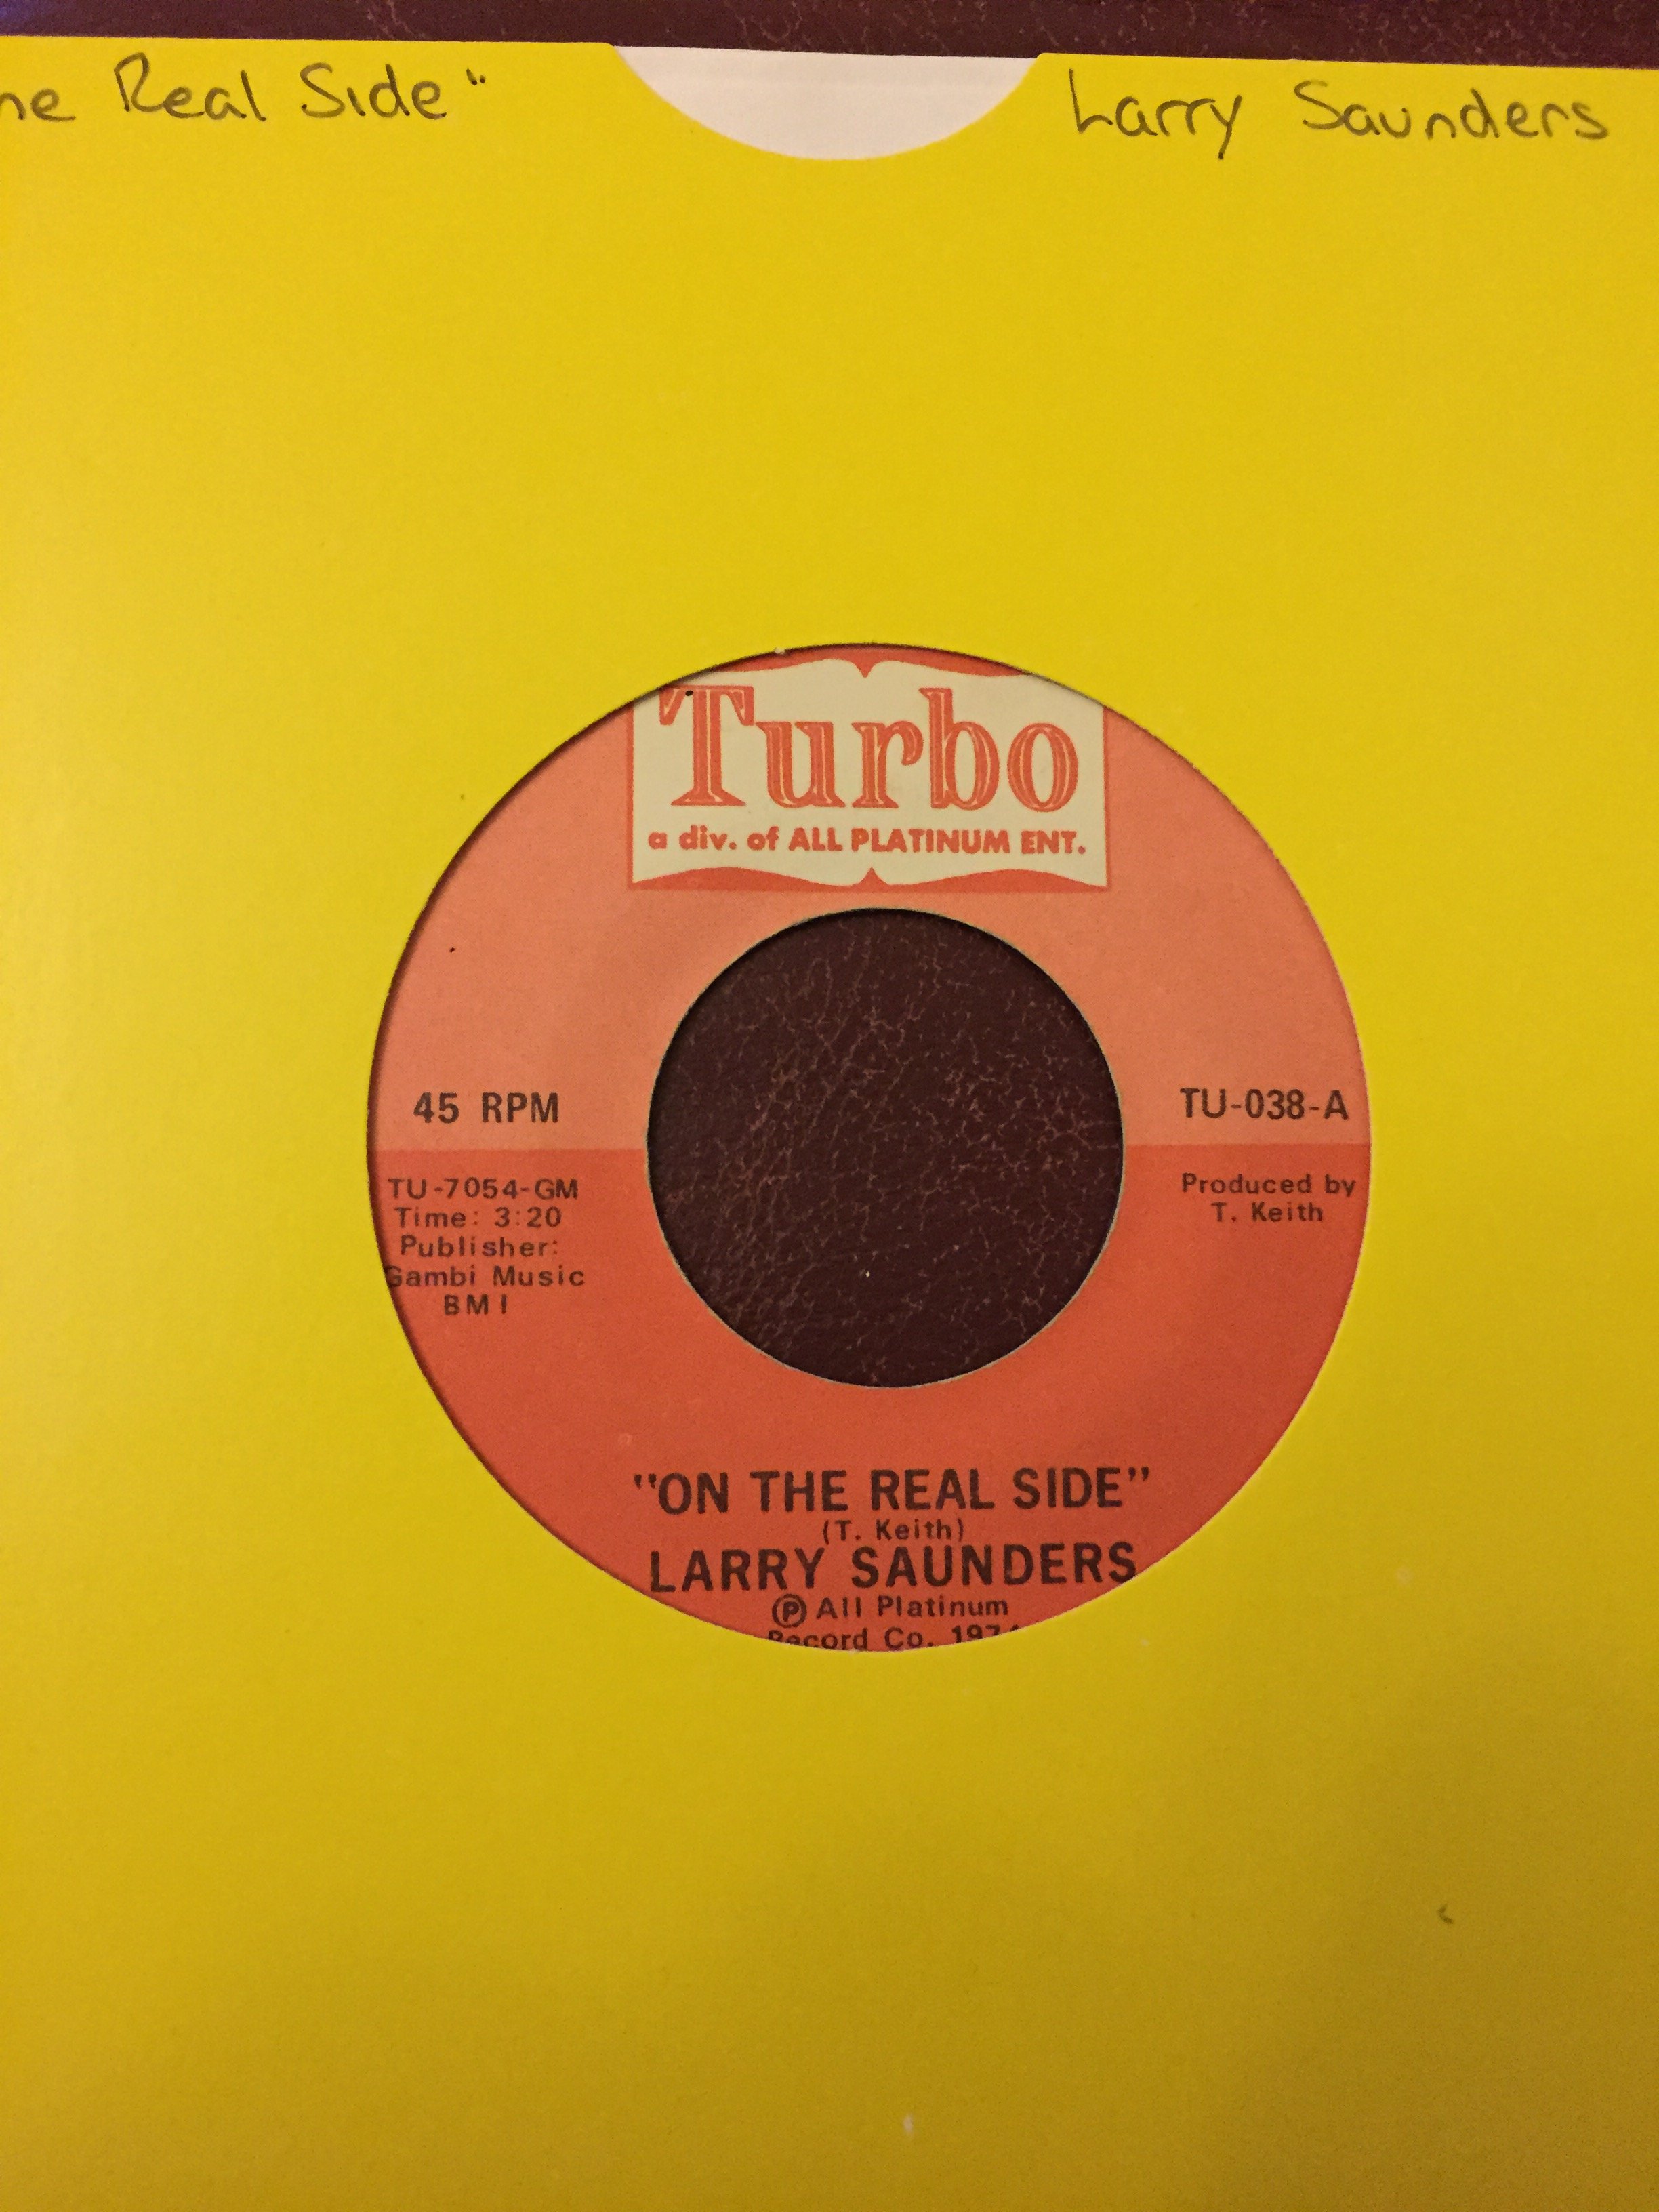 Real Side"
Larry Saunders
Turbo
a div. of ALL PLATINUM ENT.
45 RPM
TU-038-A
TU-7054-GM
Time: 3:20
Publisher:
Gambi Music
BMI
Produced by
T. Keith
"ON THE REAL SIDE"
(T. Keith)
LARRY SAUNDERS
Ⓟ All Platinum
Record Co. 1974